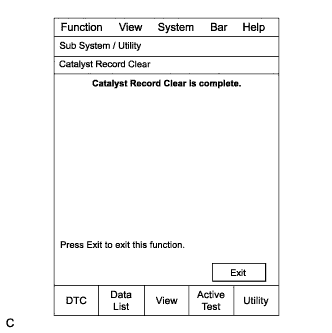 Function View System Bar Help
Sub System / Utility
Catalyst Record Clear
Catalyst Record Clear is complete.
Press Exit to exit this function.
Exit
DTC Data List View Active Test Utility
C